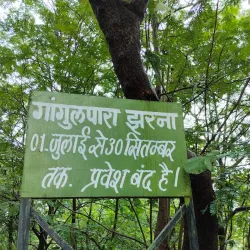 गांगुलपारा झरना
01 जुलाई से 30 सितम्बर
तक प्रवेश बंद है।